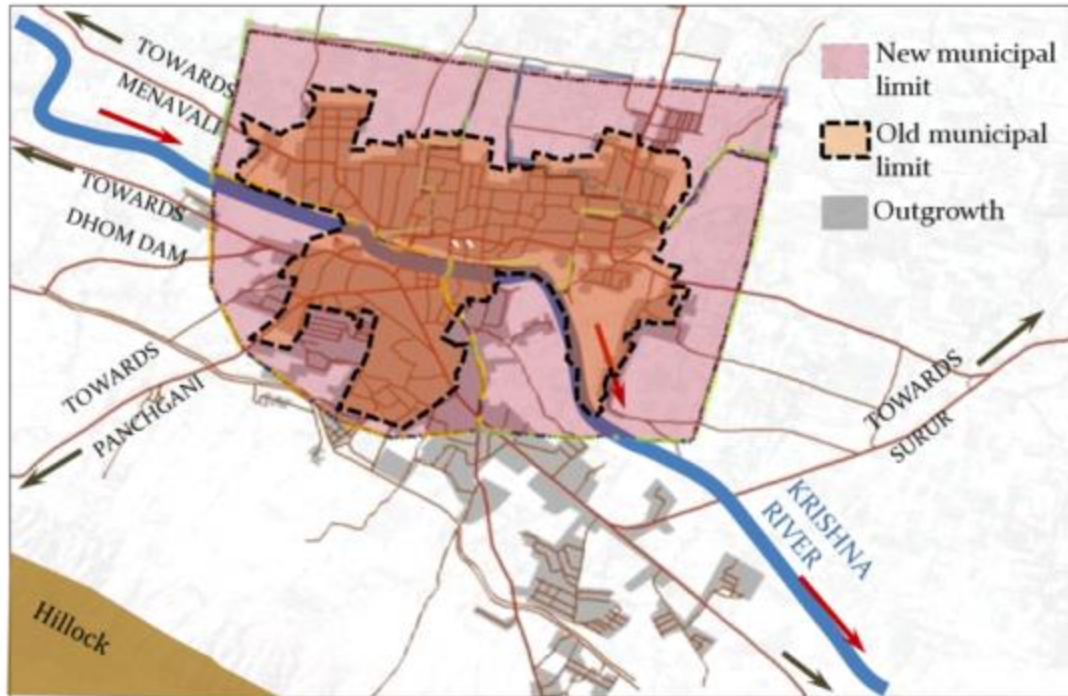 TOWARDS
MENAVALI
TOWARDS
DHOM DAM
TOWARDS
PANCHGANI
Hillock
New municipal
limit
Old municipal
limit
Outgrowth
TOWARDS
SURUR
KRISHNA
RIVER